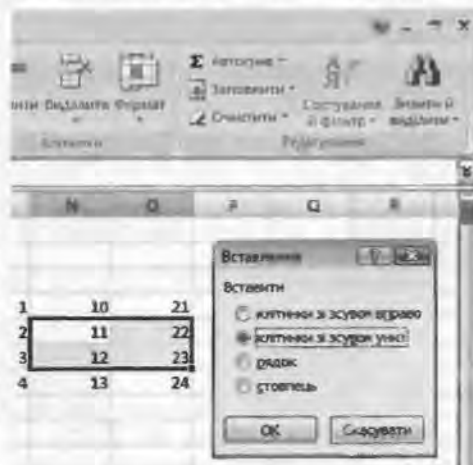 Σ Автосума
Видалити Формат
Заповнити
Очистити
Сортування Знайти й
й фільтр виділити
Клітинки Редагування
N O P Q R
Вставлення
Вставити
1 10 21 клітинки зі зсувом вправо
2 11 22 клітинки зі зсувом униз
3 12 23 рядок
4 13 24 стовпець
OK Скасувати